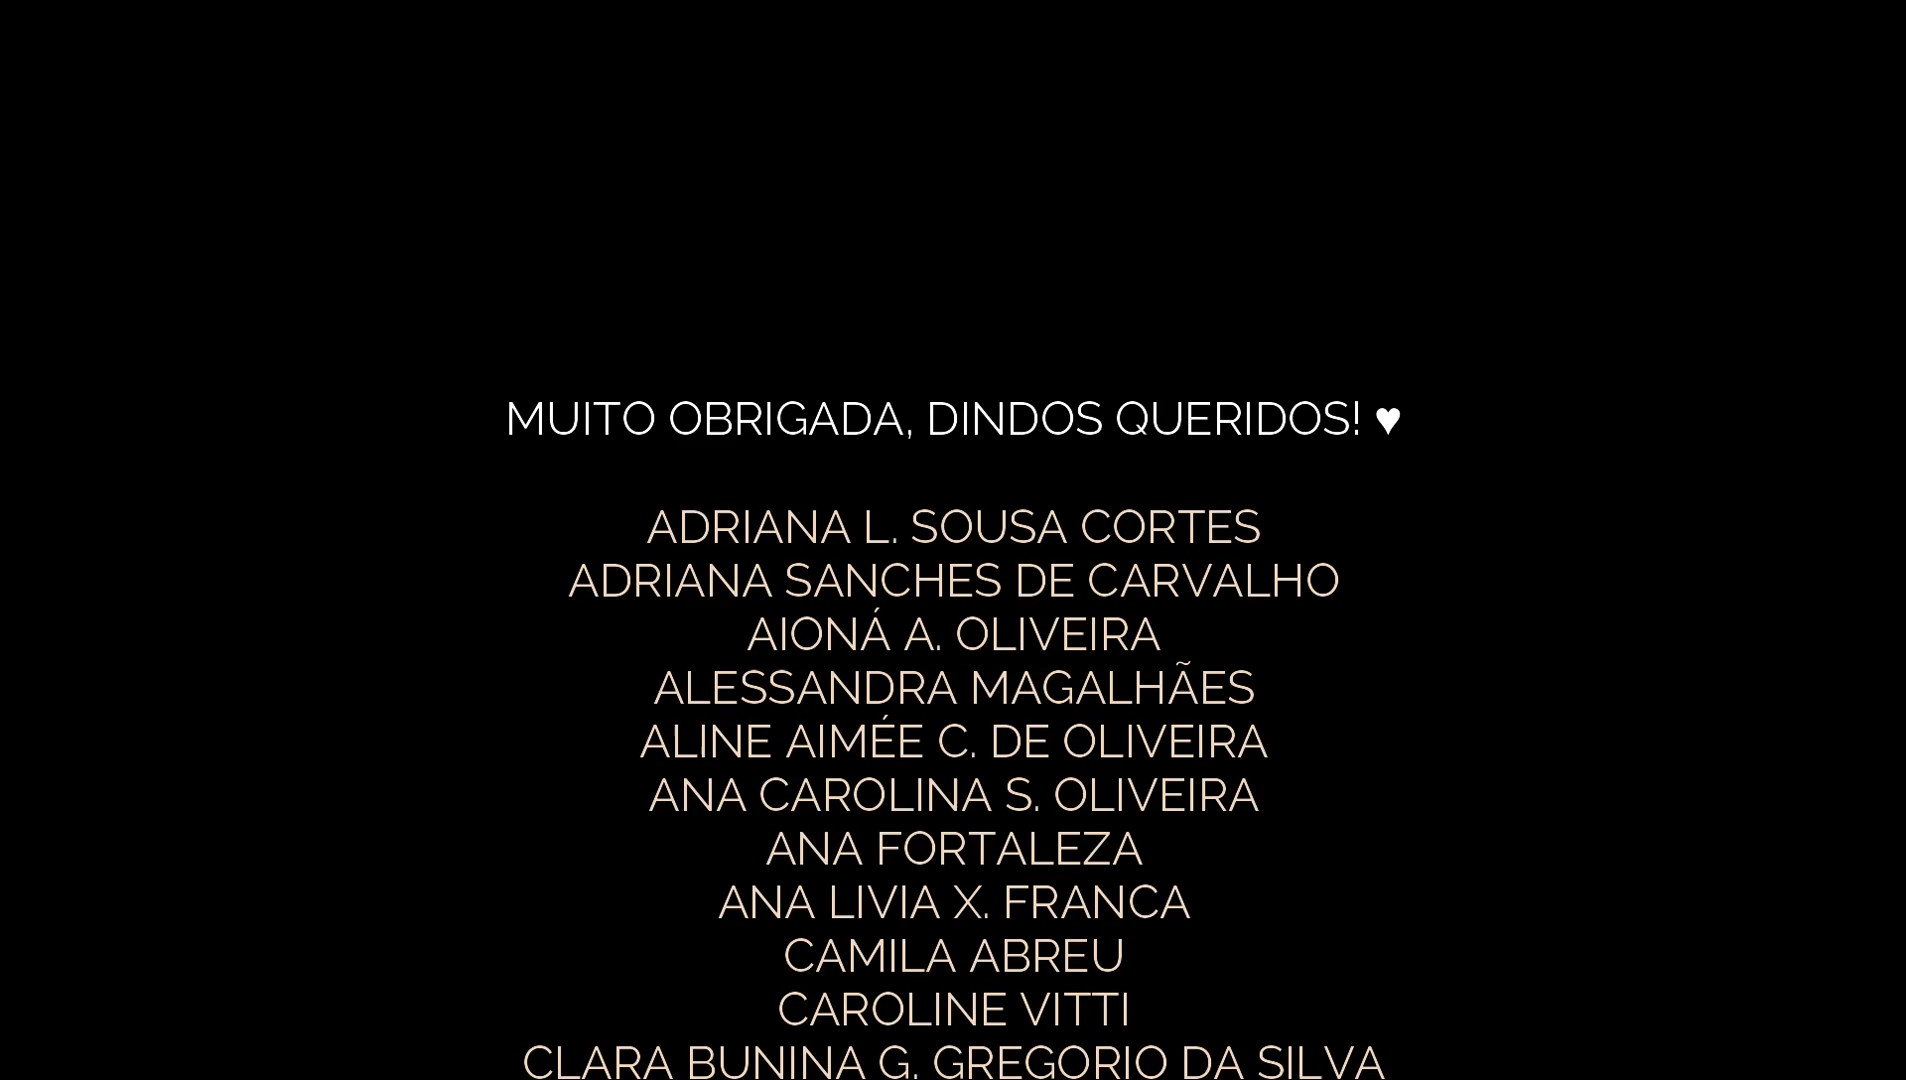 MUITO OBRIGADA, DINDOS QUERIDOS! ♥
ADRIANA L. SOUSA CORTES
ADRIANA SANCHES DE CARVALHO
AIONÁ A. OLIVEIRA
ALESSANDRA MAGALHÃES
ALINE AIMÉE C. DE OLIVEIRA
ANA CAROLINA S. OLIVEIRA
ANA FORTALEZA
ANA LIVIA X. FRANCA
CAMILA ABREU
CAROLINE VITTI
CLARA BUNINA G. GREGORIO DA SILVA